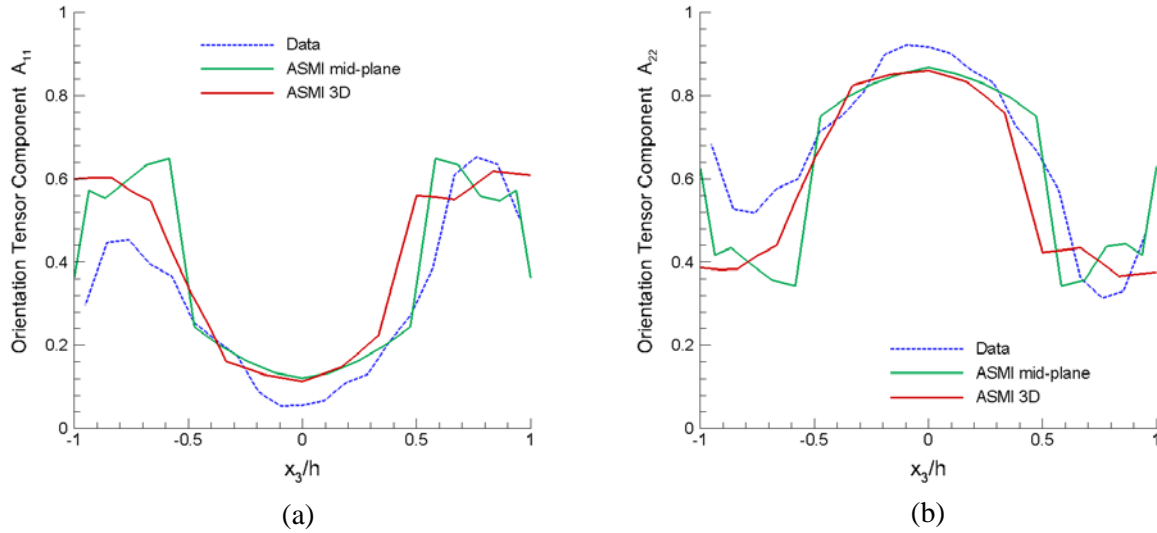 1
0.8
0.6
0.4
0.2
0
Orientation Tensor Component A₁₁
Data
ASMI mid-plane
ASMI 3D
-1
-0.5
0
0.5
1
x₃/h
(a)
1
0.8
0.6
0.4
0.2
0
Orientation Tensor Component A₂₂
Data
ASMI mid-plane
ASMI 3D
-1
-0.5
0
0.5
1
x₃/h
(b)